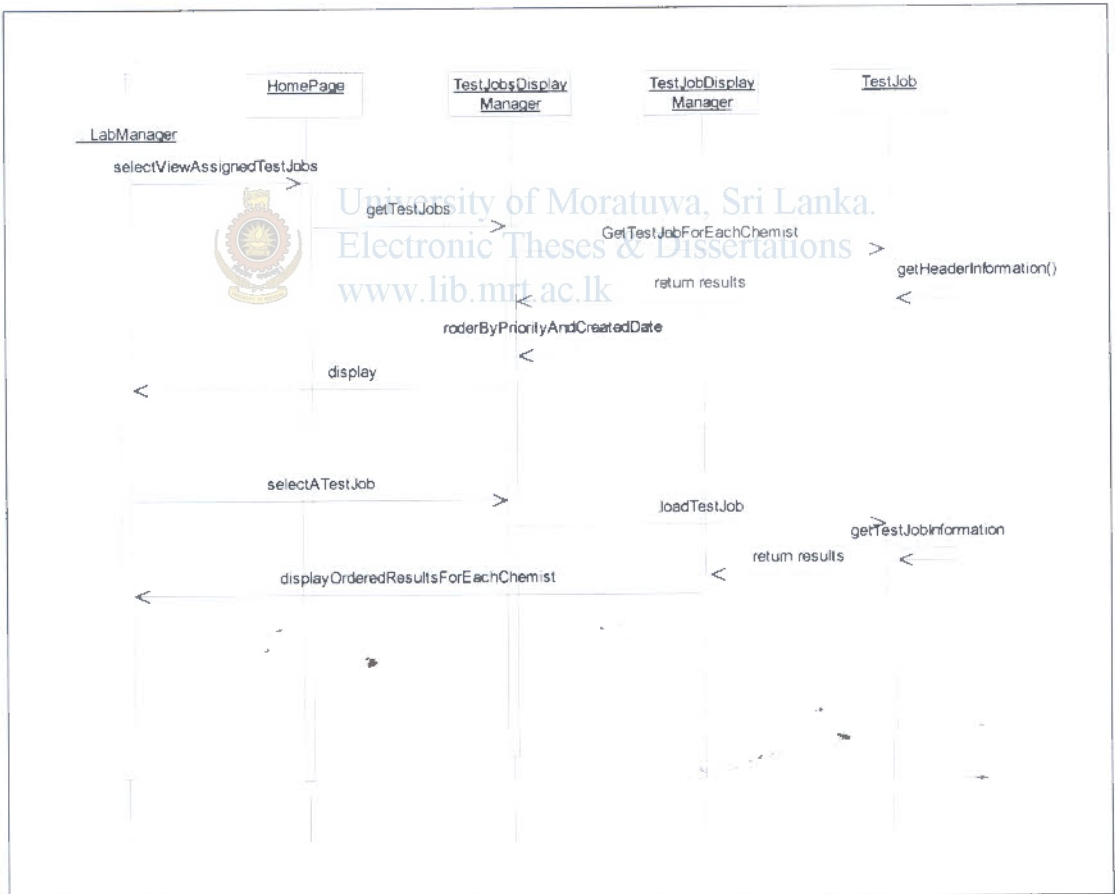 HomePage
TestJobsDisplay
Manager
TestJobDisplay
Manager
TestJob
LabManager
selectViewAssignedTestJobs
University of Moratuwa, Sri Lanka.
Electronic Theses & Dissertations
www.lib.mrt.ac.lk
getTestJobs
GetTestJobForEachChemist
getHeaderInformation()
return results
roderByPriorityAndCreatedDate
display
selectATestJob
loadTestJob
getTestJobInformation
return results
displayOrderedResultsForEachChemist